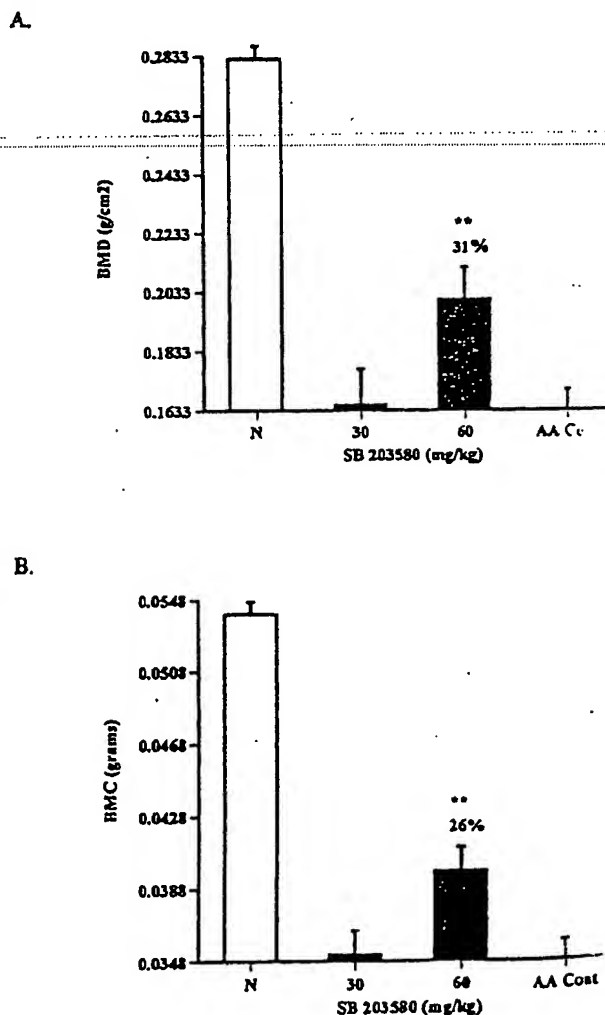 A.
BMD (g/cm2)
0.2833
0.2633
0.2433
0.2233
0.2033
0.1833
0.1633
**
31%
N 30 60 AA Cc
SB 203580 (mg/kg)
B.
BMC (grams)
0.0548
0.0508
0.0468
0.0428
0.0388
0.0348
**
26%
N 30 60 AA Cont
SB 203580 (mg/kg)